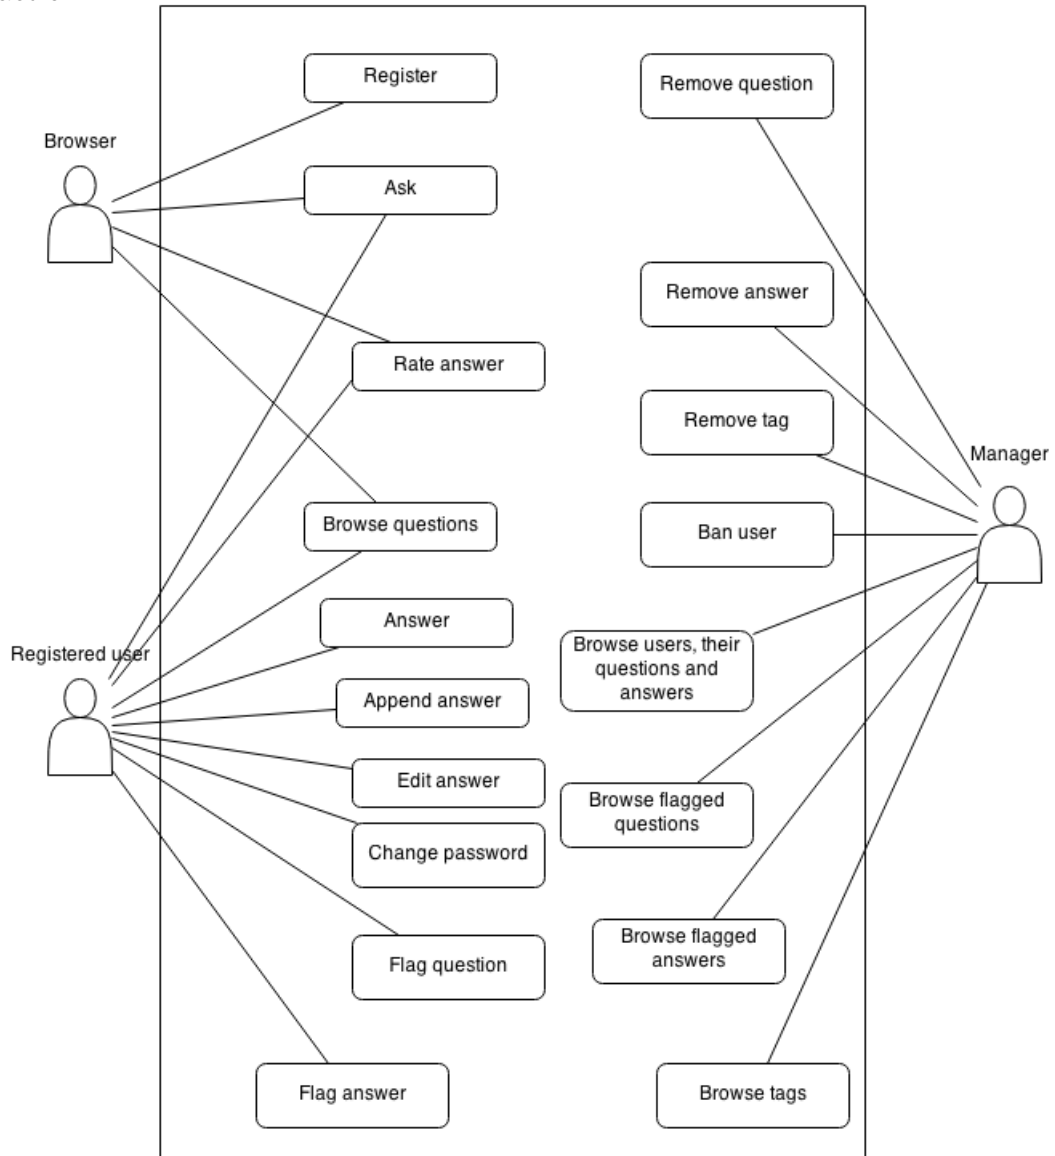 Register
Remove question
Browser
Ask
Remove answer
Rate answer
Remove tag
Manager
Browse questions
Ban user
Answer
Registered user
Browse users, their
questions and
answers
Append answer
Edit answer
Browse flagged
questions
Change password
Browse flagged
answers
Flag question
Flag answer
Browse tags